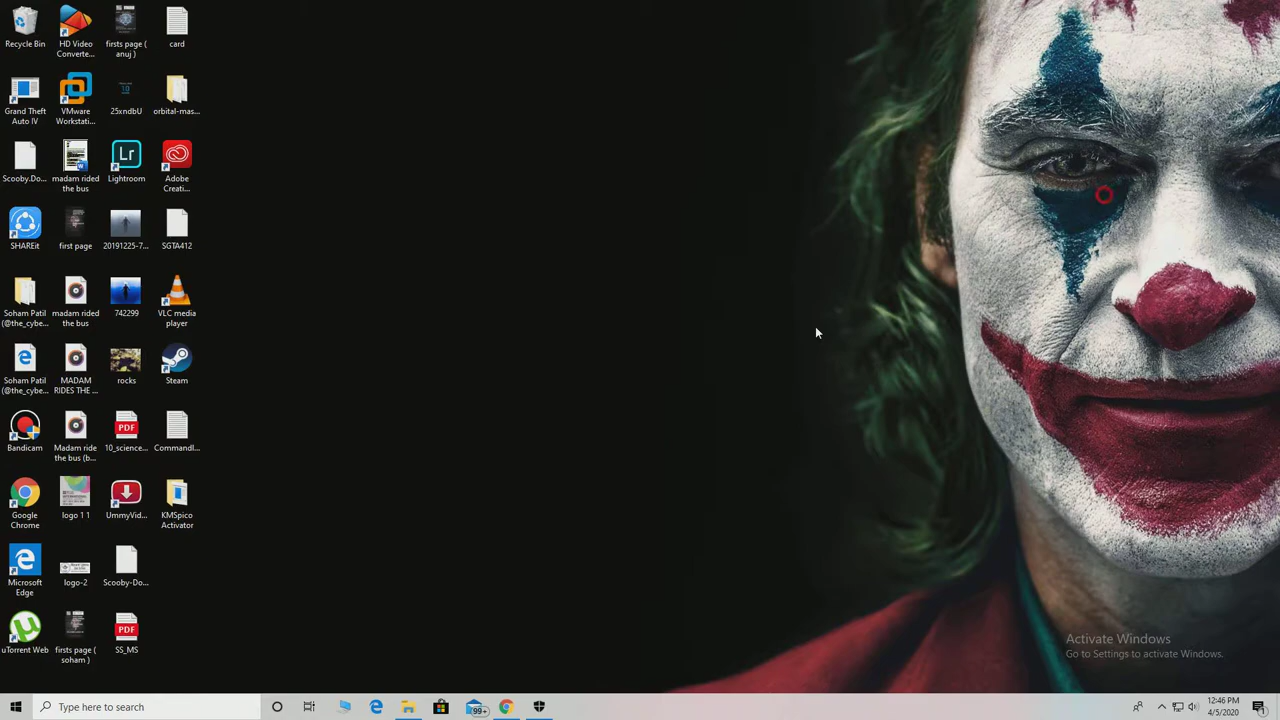 Recycle Bin
HD Video
Converte...
firsts page (
anuj )
card
Grand Theft
Auto IV
VMware
Workstati...
25xndbU
orbital-mas...
Scooby.Do...
madam rided
the bus
Lr
Lightroom
Adobe
Creati...
SHAREit
first page
20191225-7...
SGTA412
Soham Patil
(@the_cybe...
madam rided
the bus
742299
VLC media
player
Soham Patil
(@the_cybe...
MADAM
RIDES THE ...
rocks
Steam
Bandicam
Madam ride
the bus (b...
PDF
10_science...
Commandl...
Google
Chrome
logo 1 1
UmmyVid...
KMSpico
Activator
Microsoft
Edge
logo-2
Scooby-Do...
uTorrent Web
firsts page (
soham )
PDF
SS_MS
Activate Windows
Go to Settings to activate Windows.
Type here to search
99+
12:46 PM
4/5/2020
1